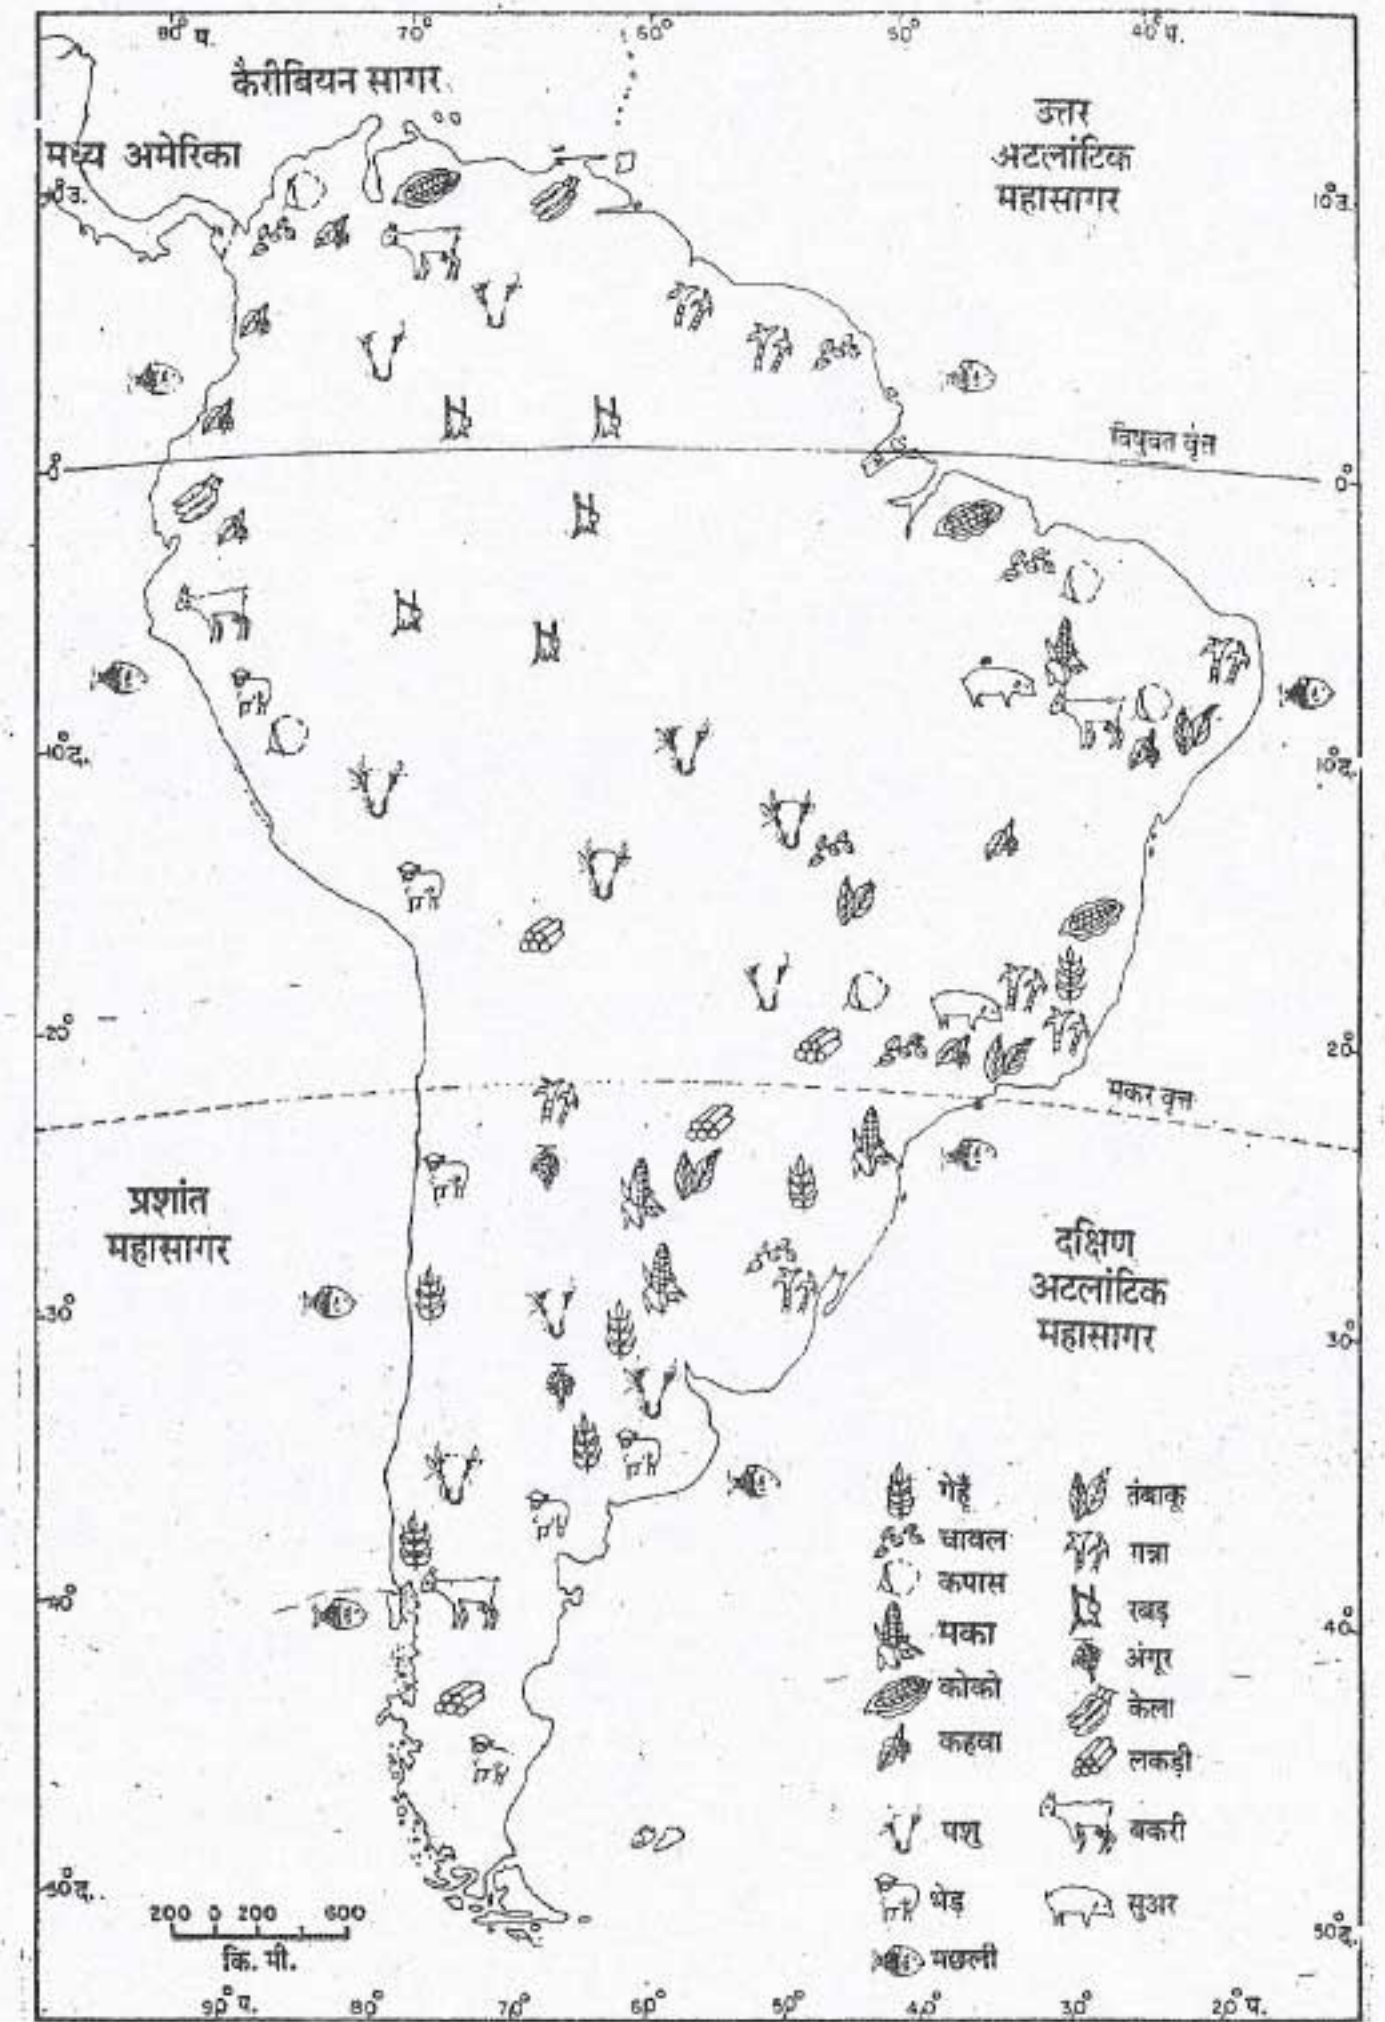 80° प. 70° 50° 50° 40° प.
कैरीबियन सागर
उत्तर
अटलांटिक
महासागर
मध्य अमेरिका
10°उ.
विषुवत वृत्त
0° 0°
10°द. 10°द.
20° 20°
मकर वृत्त
प्रशांत
महासागर
दक्षिण
अटलांटिक
महासागर
30° 30°
गेहूँ तंबाकू
चावल गन्ना
कपास रबड़
मका अंगूर
कोको केला
कहवा लकड़ी
पशु बकरी
भेड़ सुअर
मछली
40°
50°द.
200 0 200 600
कि. मी.
90° प. 80° 70° 60° 50° 40° 30° 20° प.